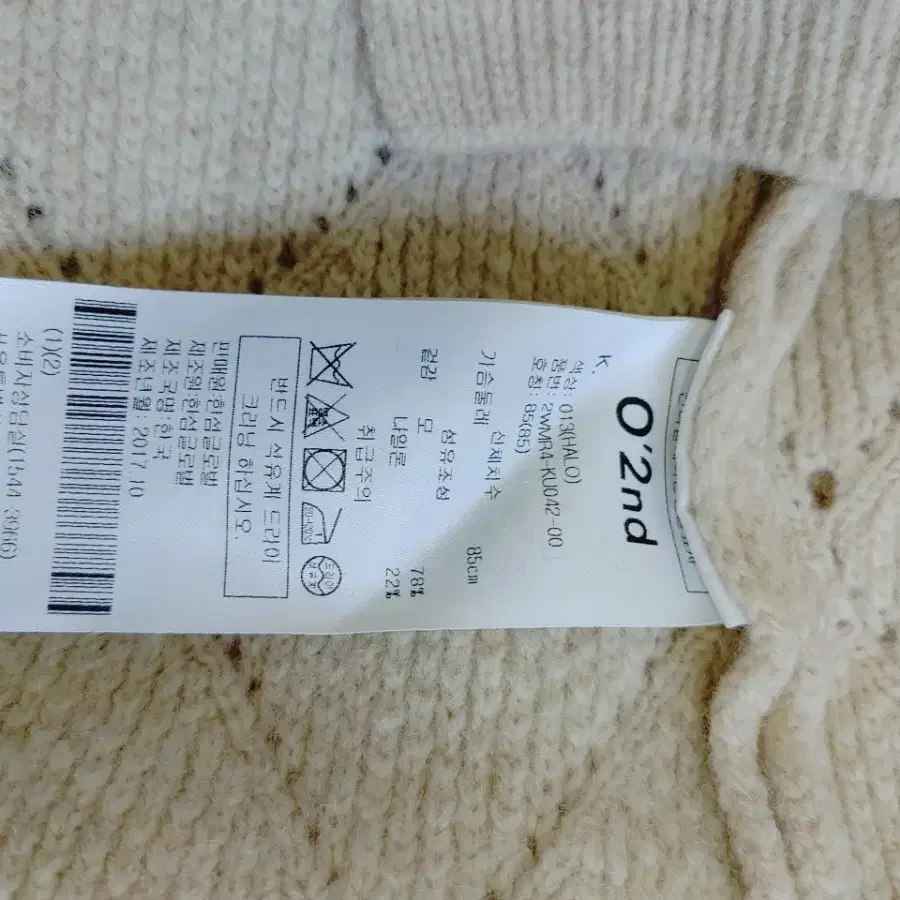 O'2nd
K
색상: 013(HALO)
품번: 2WMR4-KU042-00
호칭: 85(85)
신체치수
가슴둘레 85cm
섬유조성
겉감 모 78%
나일론 22%
취급주의
드라이
반드시 석유계 드라이
크리닝 하십시오.
판매원:한섬글로벌
제조원:한섬글로벌
제조국명:한국
제조년월: 2017.10
(1)(2)
소비자상담실(1544-3966)